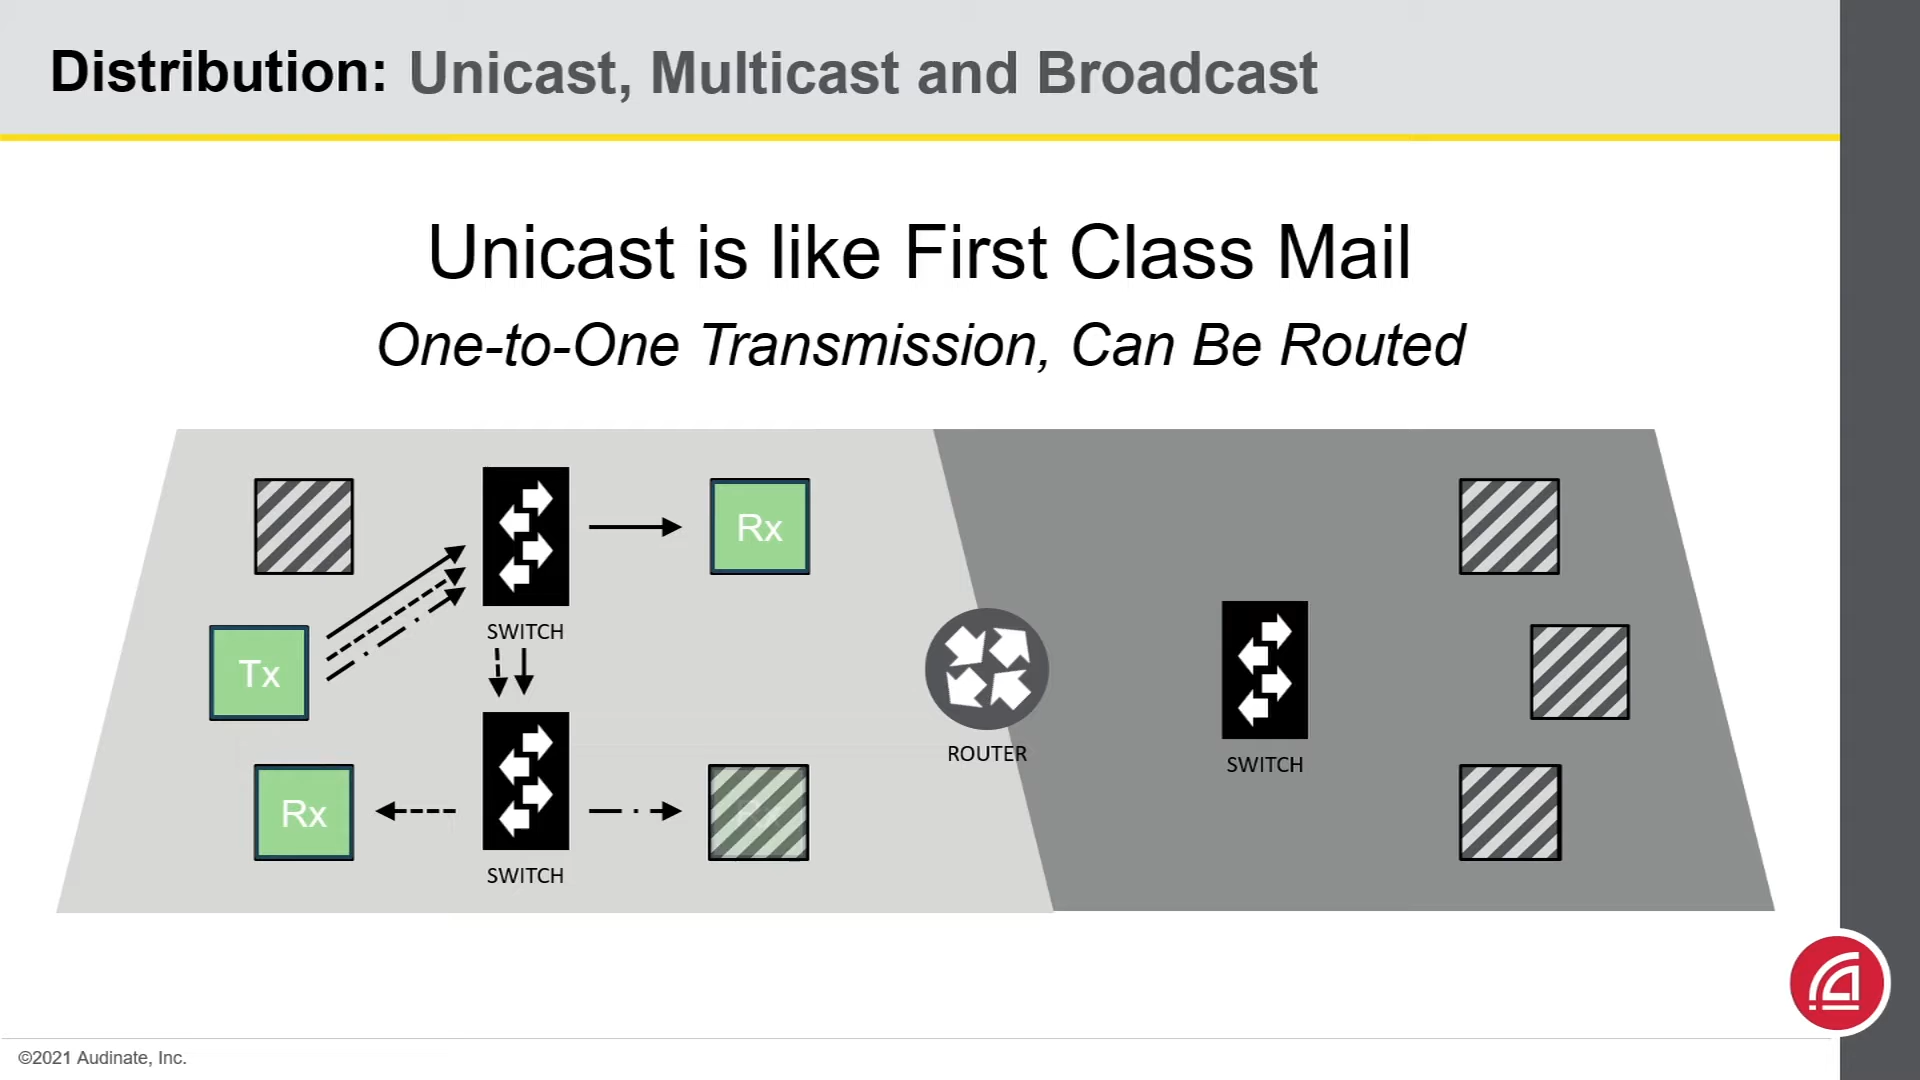 Distribution: Unicast, Multicast and Broadcast
Unicast is like First Class Mail
One-to-One Transmission, Can Be Routed
Rx
SWITCH
Tx
ROUTER
SWITCH
Rx
SWITCH
©2021 Audinate, Inc.